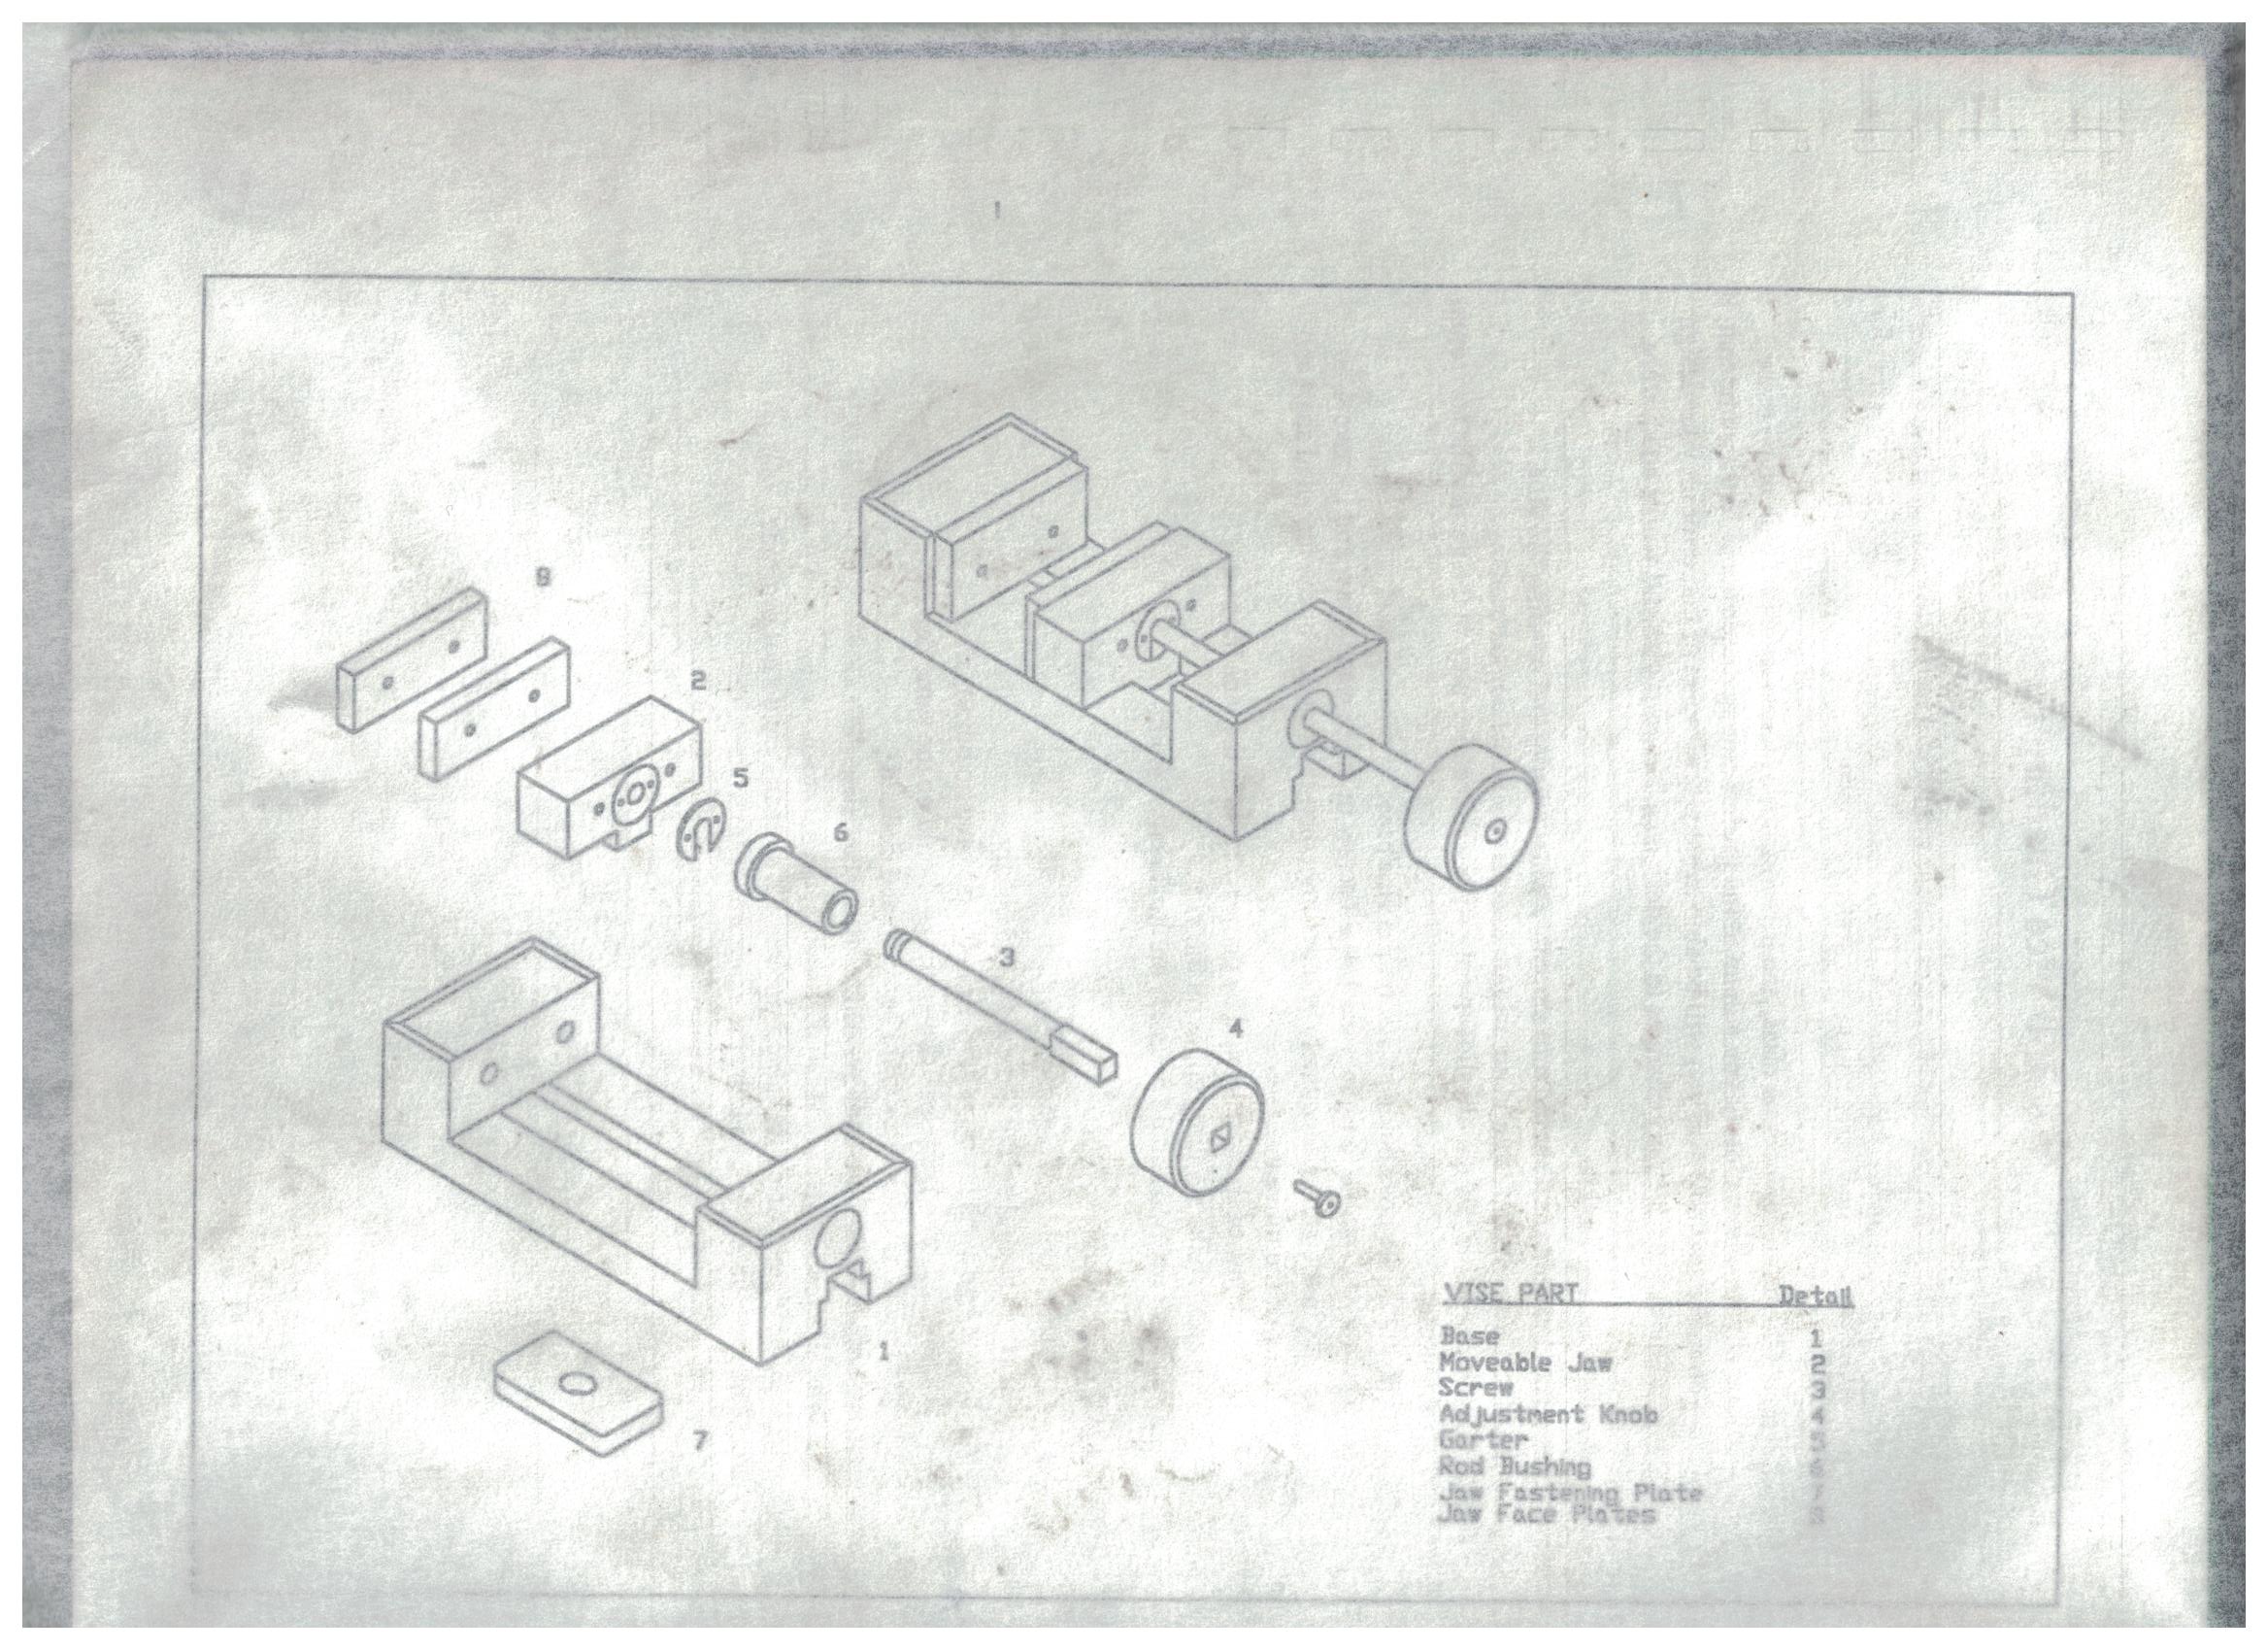 8
2
5
6
3
4
1
7
VISE PART Detail
Base 1
Moveable Jaw 2
Screw 3
Adjustment Knob 4
Garter 5
Rod Bushing 6
Jaw Fastening Plate 7
Jaw Face Plates 8